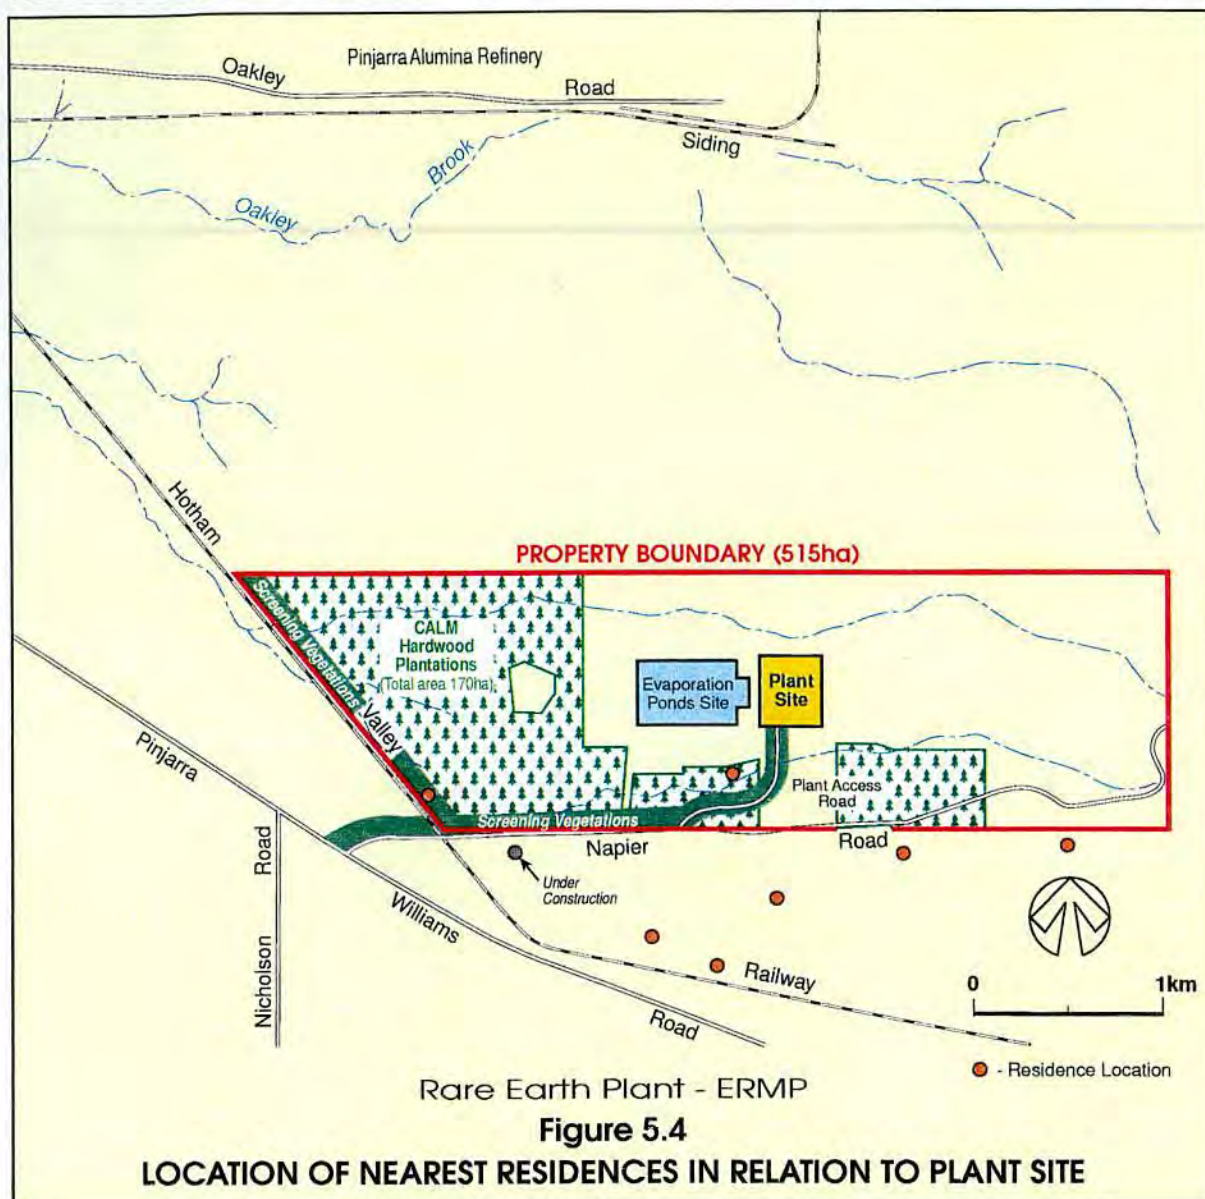 Pinjarra Alumina Refinery
Oakley
Road
Siding
Brook
Oakley
Hotham
PROPERTY BOUNDARY (515ha)
Screening Vegetations
CALM
Hardwood
Plantations
(Total area 170ha)
Evaporation
Ponds Site
Plant
Site
Valley
Pinjarra
Plant Access
Road
Screening Vegetations
Napier
Road
Road
Nicholson
Under
Construction
Williams
Railway
Road
0
1km
- Residence Location
Rare Earth Plant - ERMP
Figure 5.4
LOCATION OF NEAREST RESIDENCES IN RELATION TO PLANT SITE